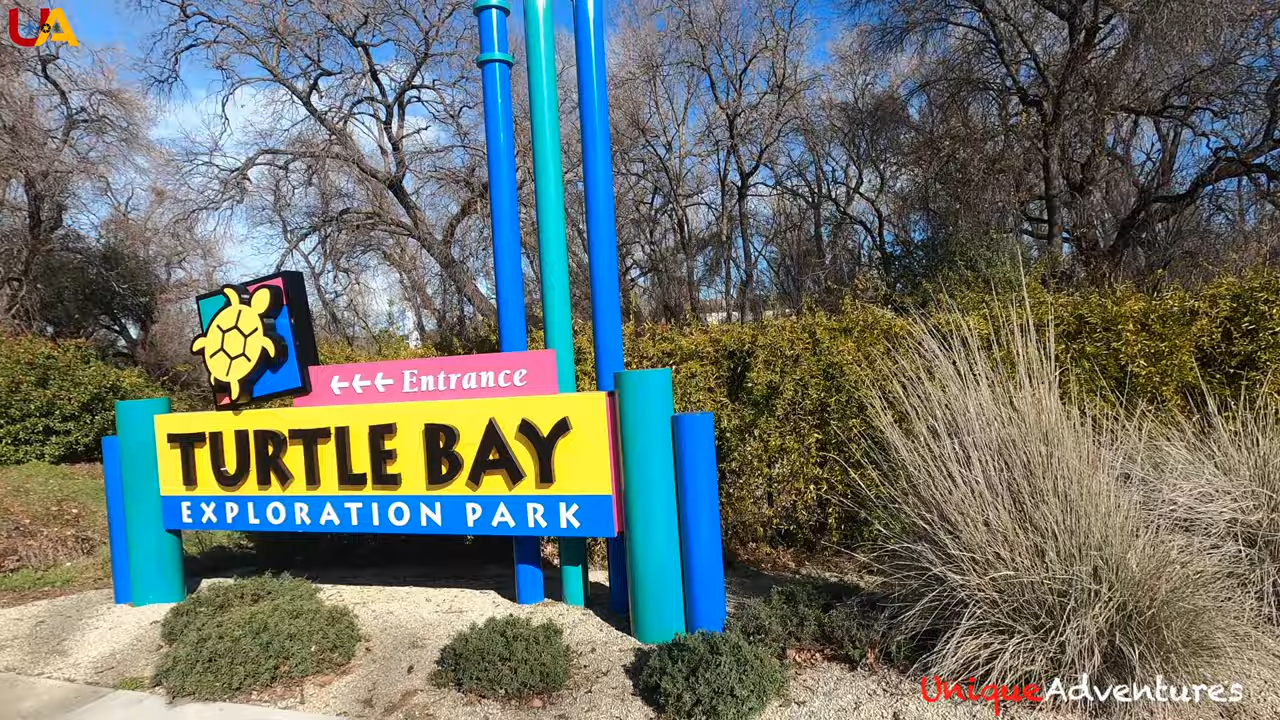 UA
←←← Entrance
TURTLE BAY
EXPLORATION PARK
UniqueAdventures